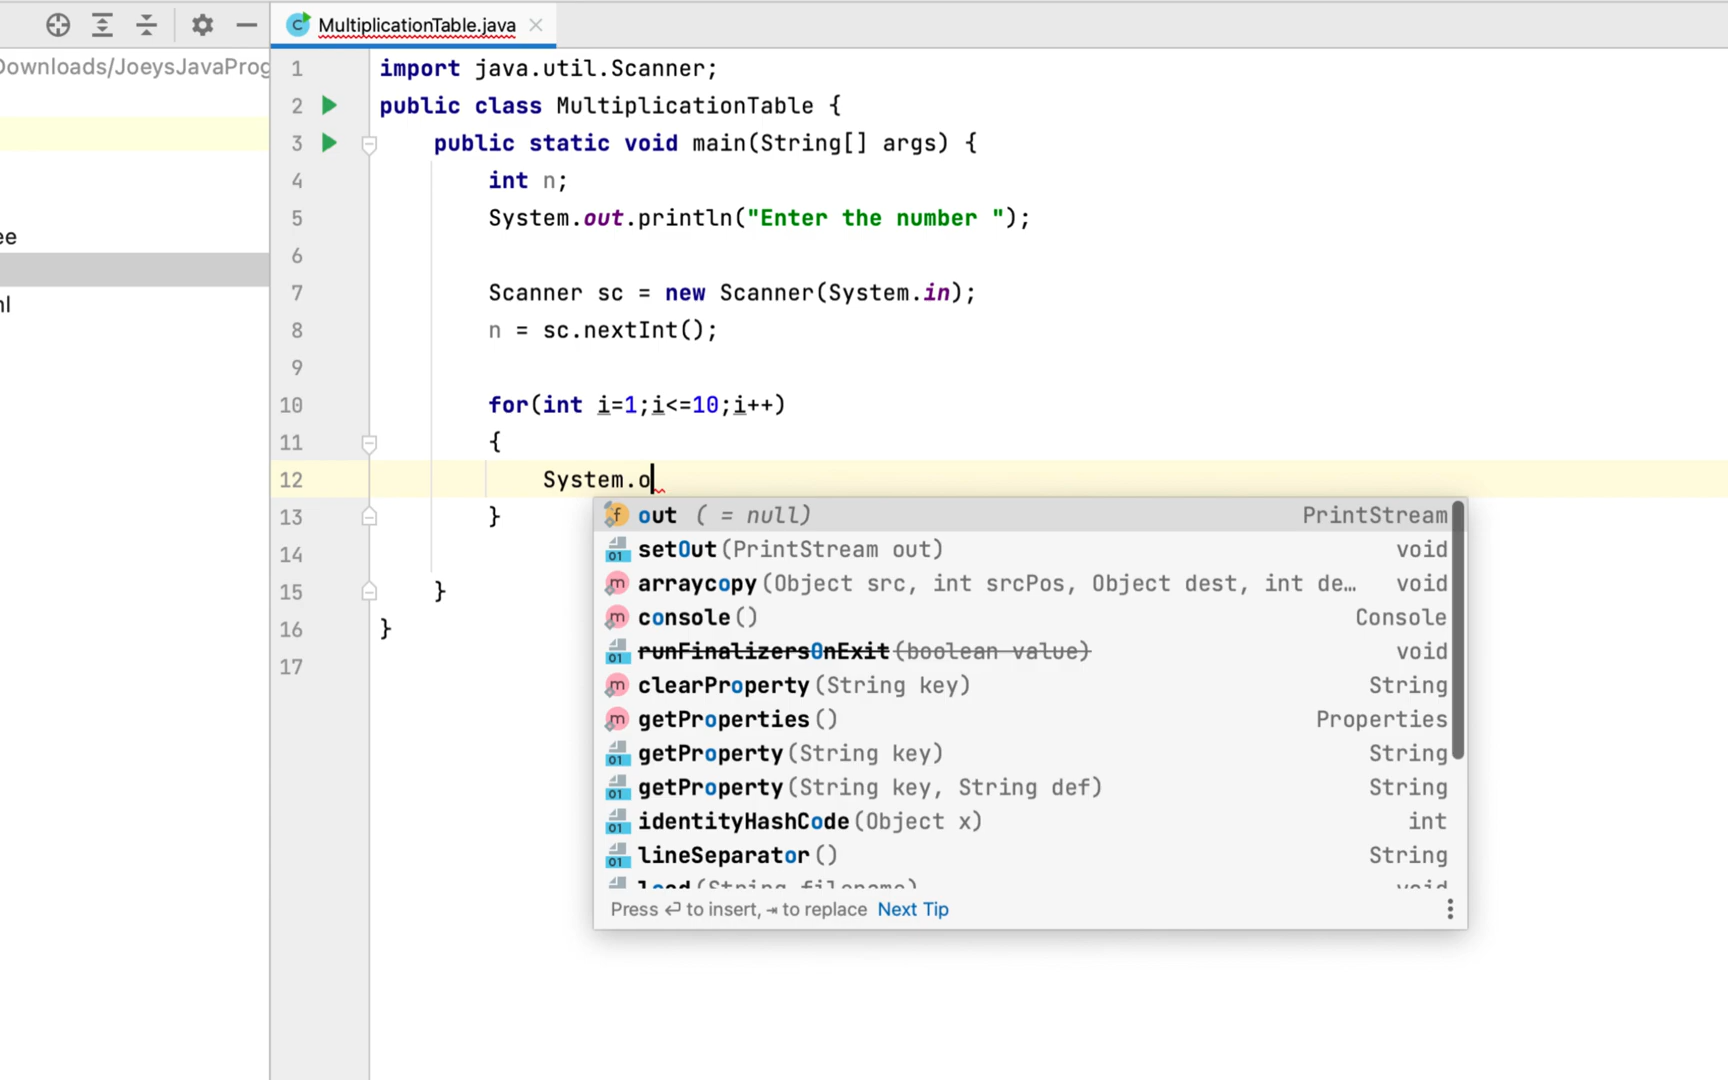 MultiplicationTable.java
Downloads/JoeysJavaProg
ee
ml
1 import java.util.Scanner;
2 public class MultiplicationTable {
3 public static void main(String[] args) {
4 int n;
5 System.out.println("Enter the number ");
6
7 Scanner sc = new Scanner(System.in);
8 n = sc.nextInt();
9
10 for(int i=1;i<=10;i++)
11 {
12 System.o
13 }
14
15 }
16 }
17
out ( = null) PrintStream
setOut(PrintStream out) void
arraycopy(Object src, int srcPos, Object dest, int de… void
console() Console
runFinalizersOnExit(boolean value) void
clearProperty(String key) String
getProperties() Properties
getProperty(String key) String
getProperty(String key, String def) String
identityHashCode(Object x) int
lineSeparator() String
load(String filename) void
Press ↩ to insert, ⇥ to replace Next Tip